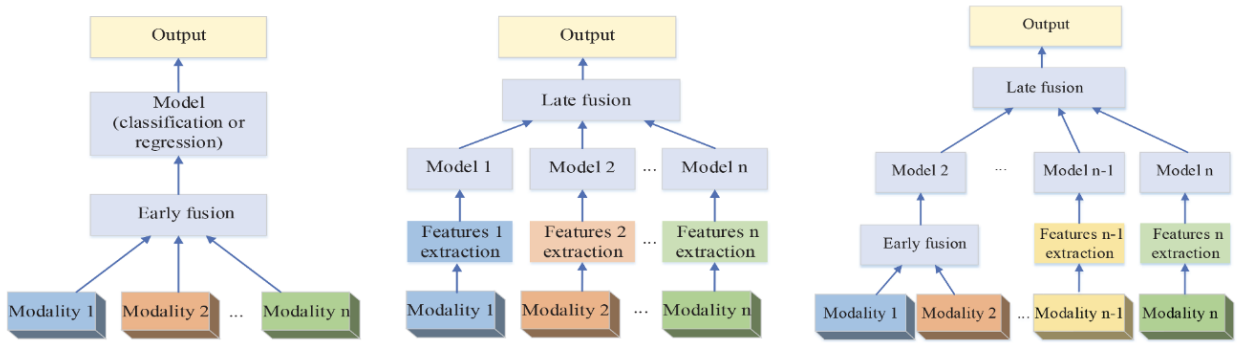 Output
Model
(classification or
regression)
Early fusion
Modality 1
Modality 2
...
Modality n
Output
Late fusion
Model 1
Model 2
...
Model n
Features 1
extraction
Features 2
extraction
...
Features n
extraction
Modality 1
Modality 2
...
Modality n
Output
Late fusion
Model 2
...
Model n-1
Model n
Early fusion
Features n-1
extraction
Features n
extraction
Modality 1
Modality 2
...
Modality n-1
Modality n